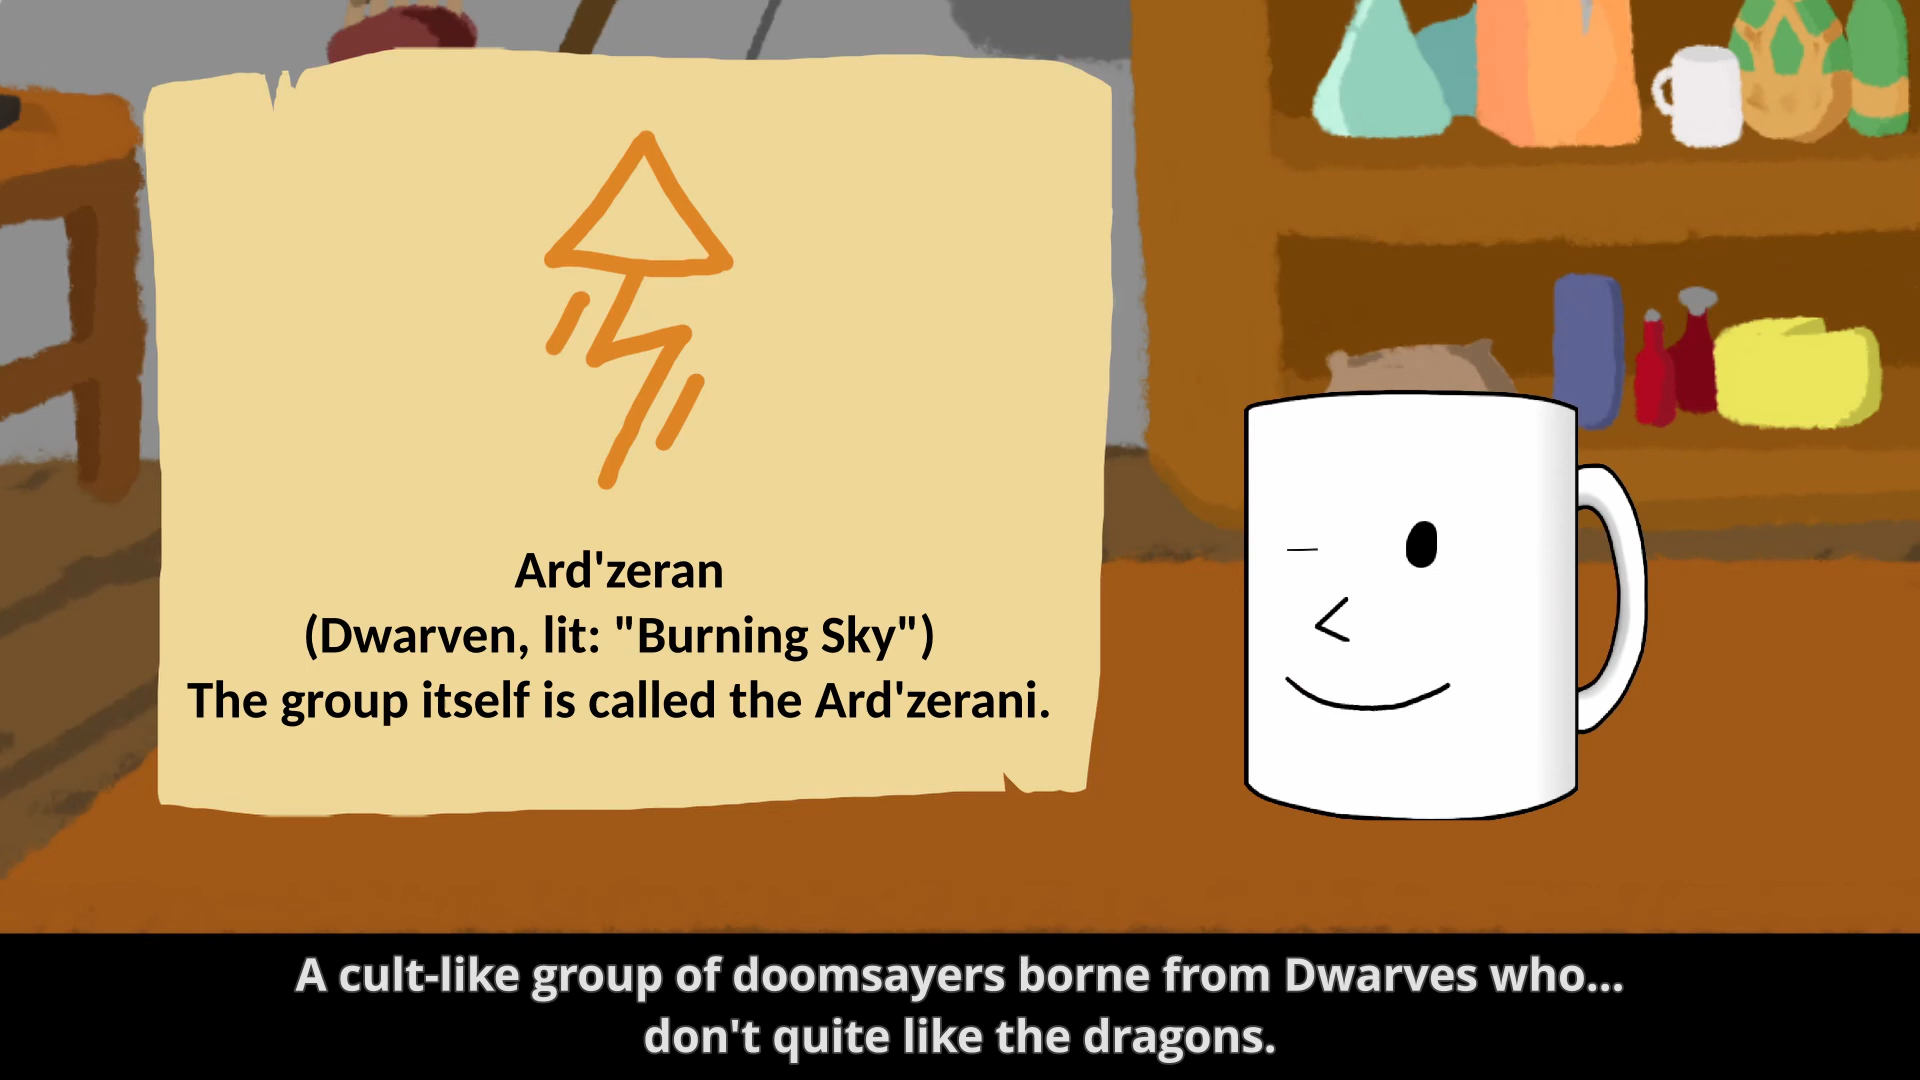 Ard'zeran
(Dwarven, lit: "Burning Sky")
The group itself is called the Ard'zerani.
A cult-like group of doomsayers borne from Dwarves who...
don't quite like the dragons.